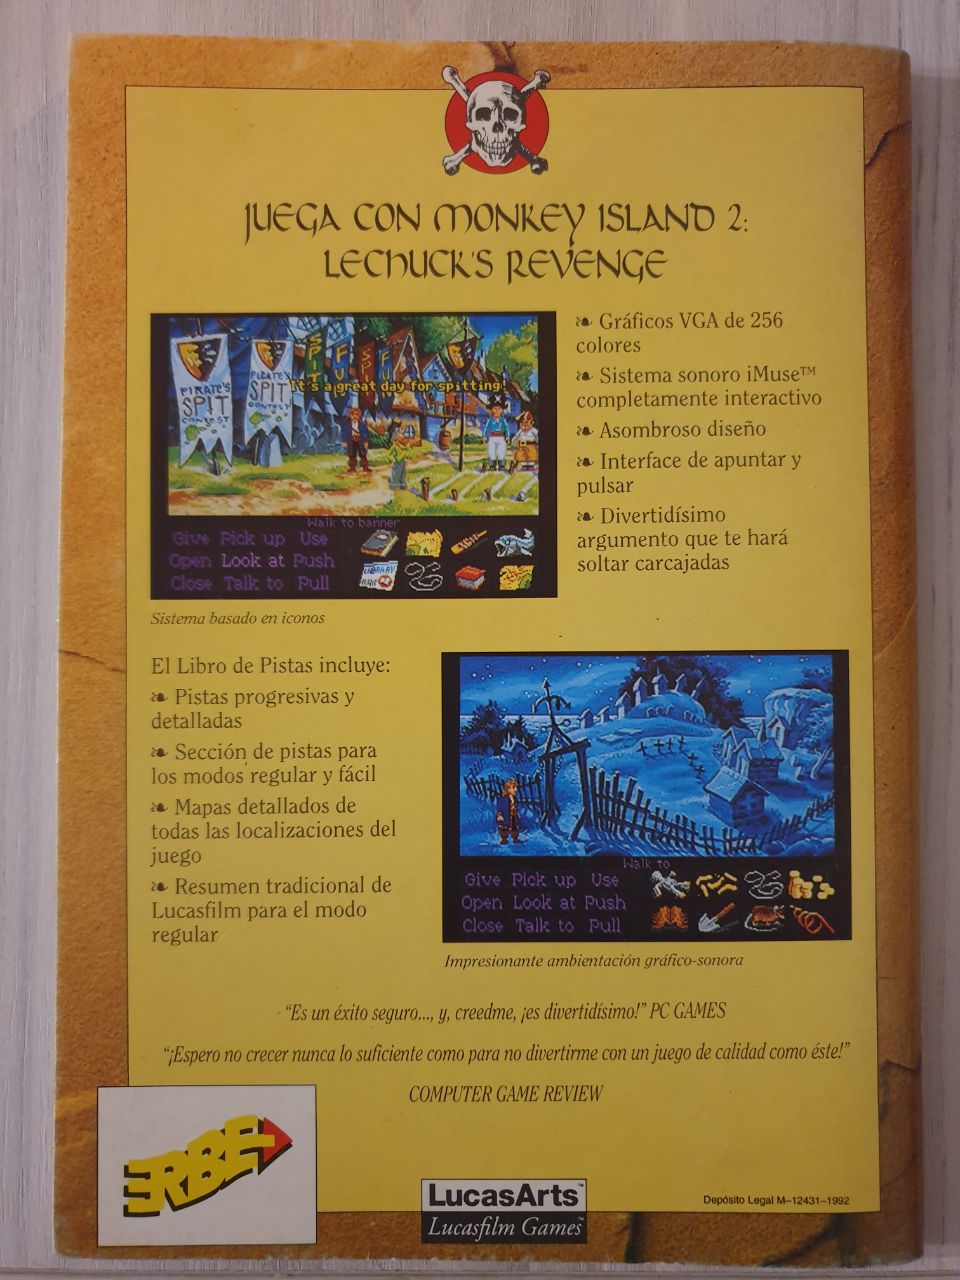 JUEGA CON MONKEY ISLAND 2:
LECHUCK'S REVENGE
PIRATE'S
SPIT
CONTEST
PIRATE'S
SPIT
CONTEST
SPIT
It's a great day for spitting!
Walk to banner
Give Pick up Use
Open Look at Push
Close Talk to Pull
LIBRARY
Sistema basado en iconos
❧ Gráficos VGA de 256
colores
❧ Sistema sonoro iMuse™
completamente interactivo
❧ Asombroso diseño
❧ Interface de apuntar y
pulsar
❧ Divertidísimo
argumento que te hará
soltar carcajadas
El Libro de Pistas incluye:
❧ Pistas progresivas y
detalladas
❧ Sección de pistas para
los modos regular y fácil
❧ Mapas detallados de
todas las localizaciones del
juego
❧ Resumen tradicional de
Lucasfilm para el modo
regular
Walk to
Give Pick up Use
Open Look at Push
Close Talk to Pull
Impresionante ambientación gráfico-sonora
“Es un éxito seguro..., y, creedme, ¡es divertidísimo!” PC GAMES
“¡Espero no crecer nunca lo suficiente como para no divertirme con un juego de calidad como éste!”
COMPUTER GAME REVIEW
ERBE
LucasArts™
Lucasfilm Games™
Depósito Legal M–12431–1992